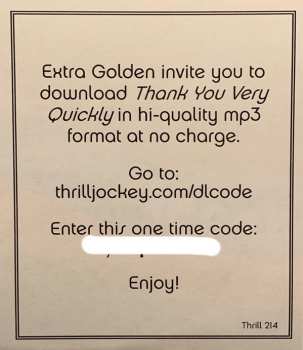 Extra Golden invite you to
download Thank You Very
Quickly in hi-quality mp3
format at no charge.
Go to:
thrilljockey.com/dlcode
Enter this one time code:
Enjoy!
Thrill 214